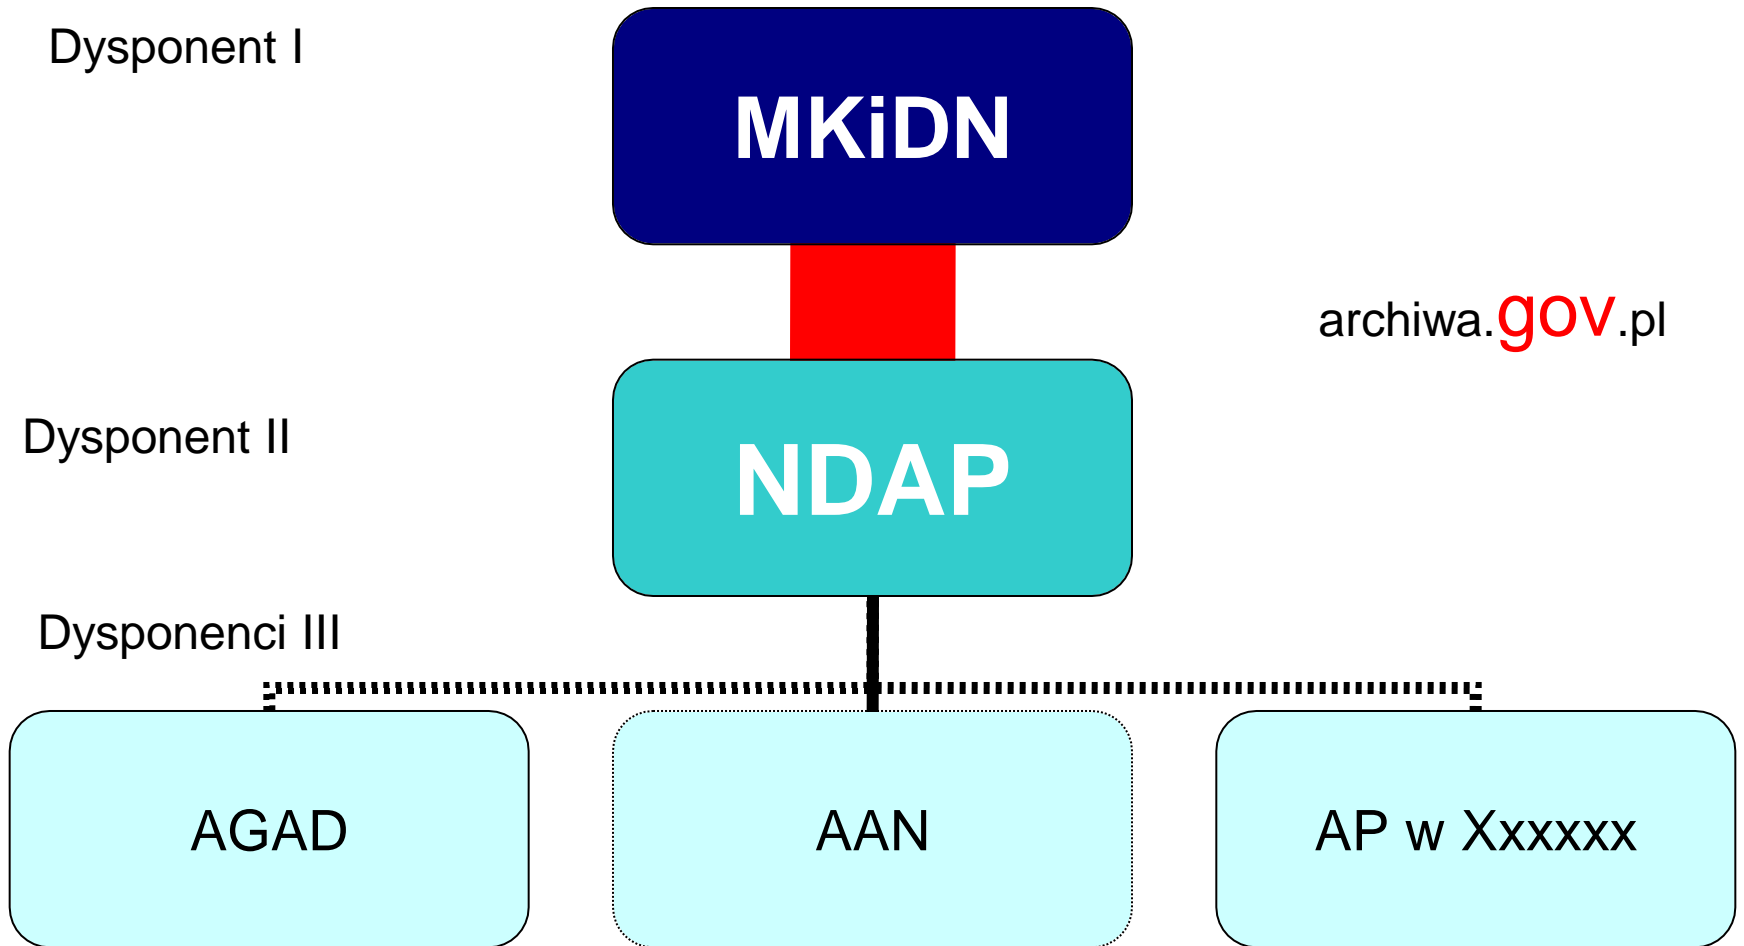 Dysponent I
MKiDN
archiwa.gov.pl
Dysponent II
NDAP
Dysponenci III
AGAD
AAN
AP w Xxxxxx